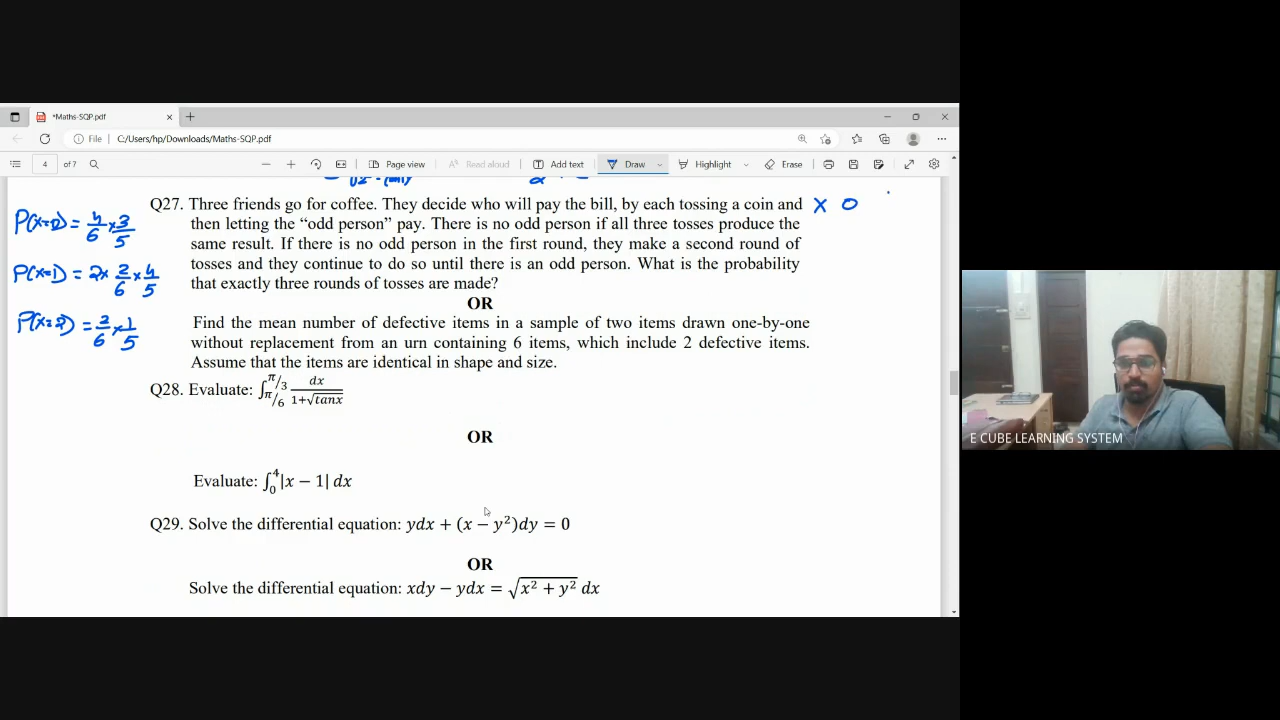 *Maths-SQP.pdf
File C:/Users/hp/Downloads/Maths-SQP.pdf
4 of 7 Page view Read aloud Add text Draw Highlight Erase
Q27. Three friends go for coffee. They decide who will pay the bill, by each tossing a coin and X 0
then letting the “odd person” pay. There is no odd person if all three tosses produce the
same result. If there is no odd person in the first round, they make a second round of
tosses and they continue to do so until there is an odd person. What is the probability
that exactly three rounds of tosses are made?
P(x=0) = 4/6 × 3/5
P(x=1) = 2× 2/6 × 4/5
P(x=2) = 2/6 × 1/5
OR
Find the mean number of defective items in a sample of two items drawn one-by-one
without replacement from an urn containing 6 items, which include 2 defective items.
Assume that the items are identical in shape and size.
Q28. Evaluate: ∫_{π/6}^{π/3} dx/(1+√tanx)
OR
Evaluate: ∫_0^4 |x − 1| dx
Q29. Solve the differential equation: ydx + (x − y²)dy = 0
OR
Solve the differential equation: xdy − ydx = √(x² + y²) dx
E CUBE LEARNING SYSTEM